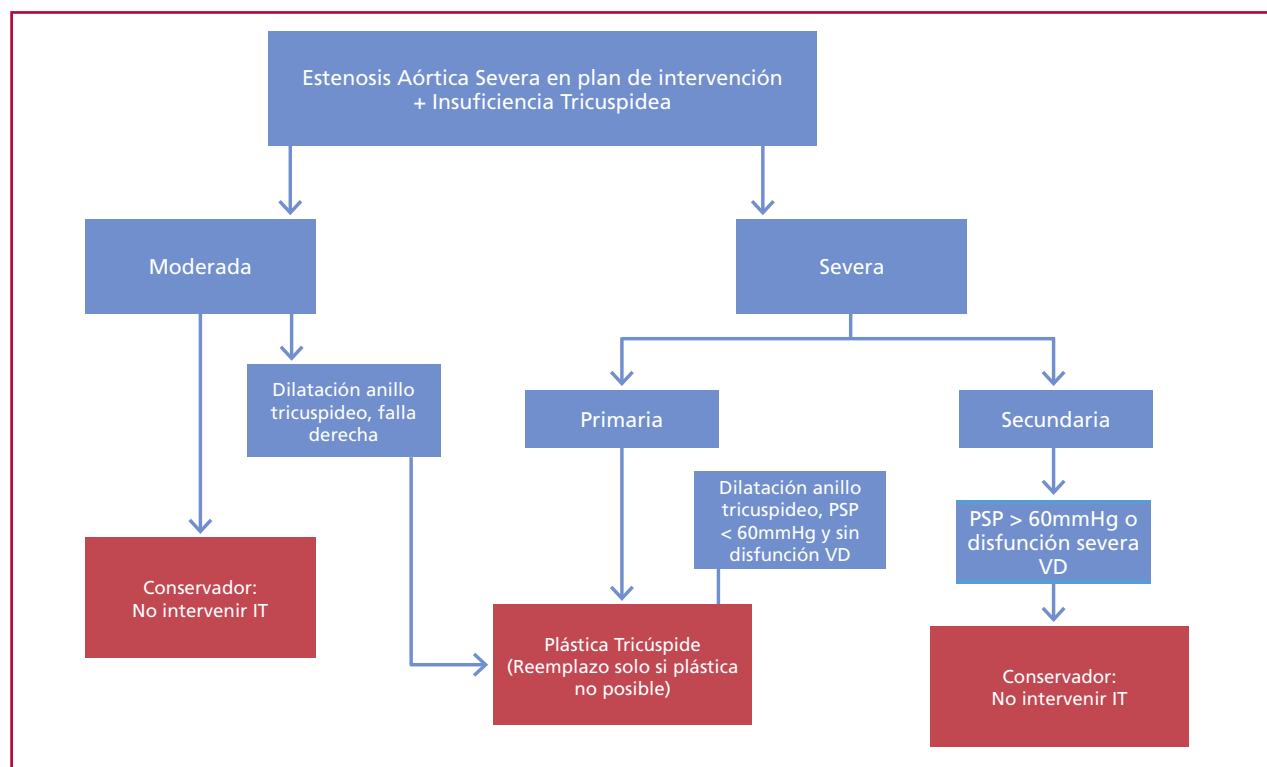 Estenosis Aórtica Severa en plan de intervención
+ Insuficiencia Tricuspidea
Moderada
Severa
Dilatación anillo
tricuspideo, falla
derecha
Primaria
Secundaria
Dilatación anillo
tricuspideo, PSP
< 60mmHg y sin
disfunción VD
PSP > 60mmHg o
disfunción severa
VD
Conservador:
No intervenir IT
Plástica Tricúspide
(Reemplazo solo si plástica
no posible)
Conservador:
No intervenir IT